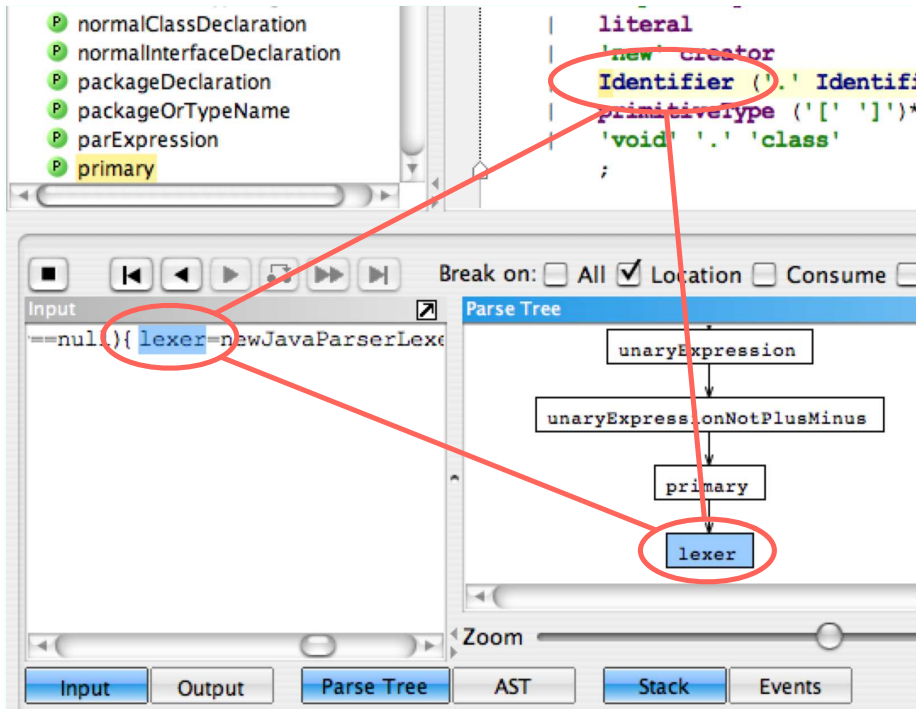 normalClassDeclaration
normalInterfaceDeclaration
packageDeclaration
packageOrTypeName
parExpression
primary
| literal
| 'new' creator
| Identifier ('.' Identifi
| primitiveType ('[' ']')*
| 'void' '.' 'class'
;
Break on: All Location Consume
Input
==null){ lexer=newJavaParserLexe
Parse Tree
unaryExpression
unaryExpressionNotPlusMinus
primary
lexer
Zoom
Input Output Parse Tree AST Stack Events